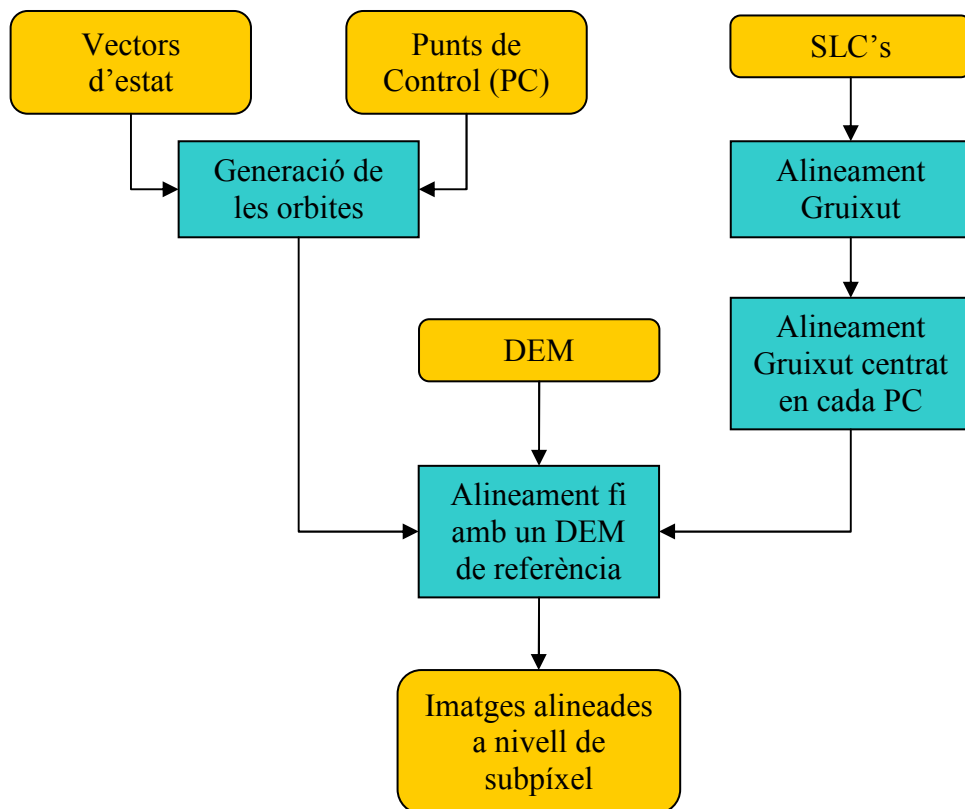 Vectors
d’estat
Punts de
Control (PC)
SLC’s
Generació de
les orbites
Alineament
Gruixut
DEM
Alineament
Gruixut centrat
en cada PC
Alineament fi
amb un DEM
de referència
Imatges alineades
a nivell de
subpíxel